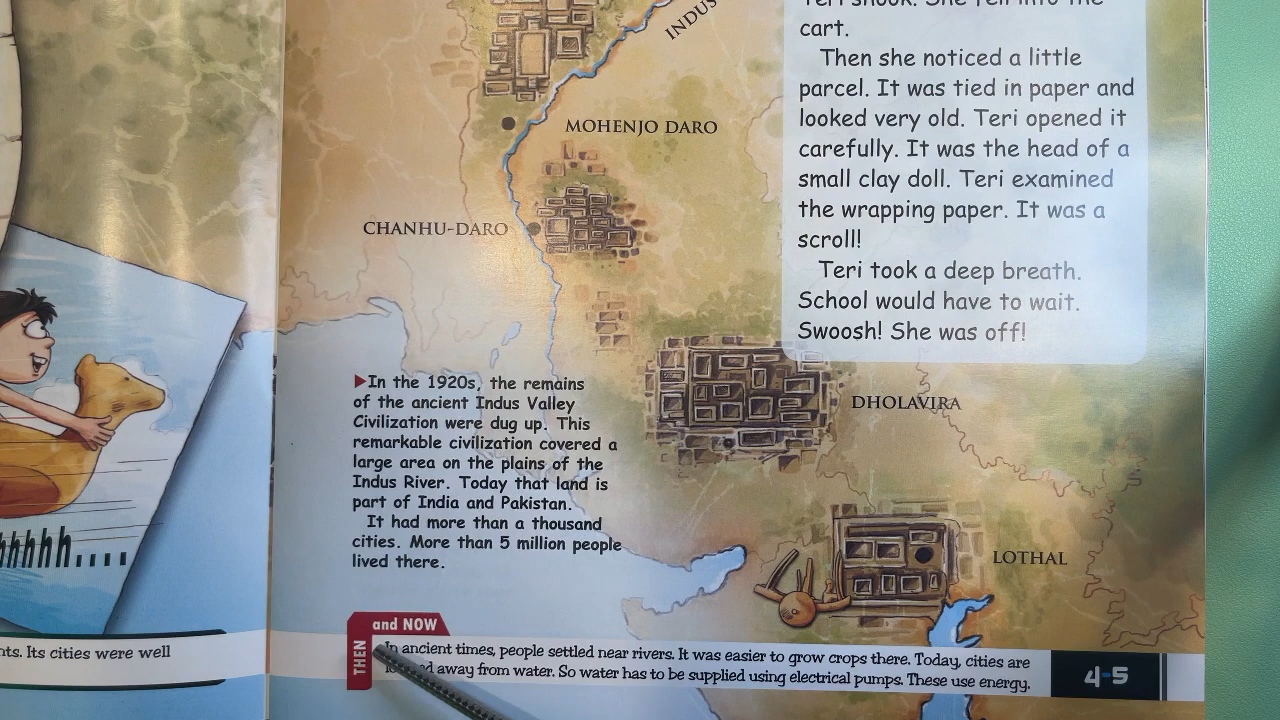 Teri shook. She fell into the
cart.
Then she noticed a little
parcel. It was tied in paper and
looked very old. Teri opened it
carefully. It was the head of a
small clay doll. Teri examined
the wrapping paper. It was a
scroll!
Teri took a deep breath.
School would have to wait.
Swoosh! She was off!
INDUS
MOHENJO DARO
CHANHU-DARO
DHOLAVIRA
LOTHAL
▶In the 1920s, the remains
of the ancient Indus Valley
Civilization were dug up. This
remarkable civilization covered a
large area on the plains of the
Indus River. Today that land is
part of India and Pakistan.
It had more than a thousand
cities. More than 5 million people
lived there.
hhhhh....
nts. Its cities were well
THEN
and NOW
In ancient times, people settled near rivers. It was easier to grow crops there. Today, cities are
away from water. So water has to be supplied using electrical pumps. These use energy.
4-5